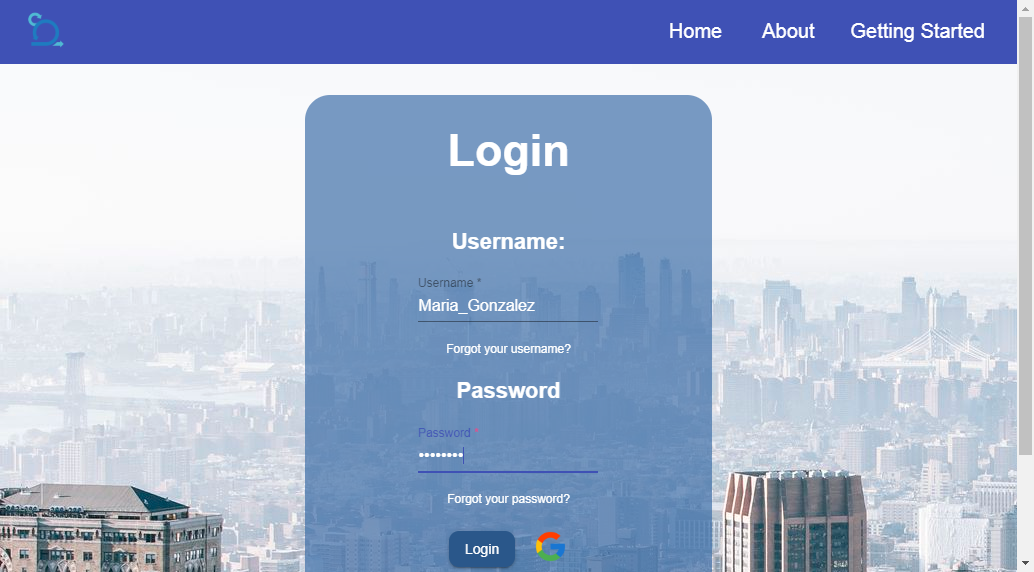 Home About Getting Started
Login
Username:
Username *
Maria_Gonzalez
Forgot your username?
Password
Password *
••••••••
Forgot your password?
Login